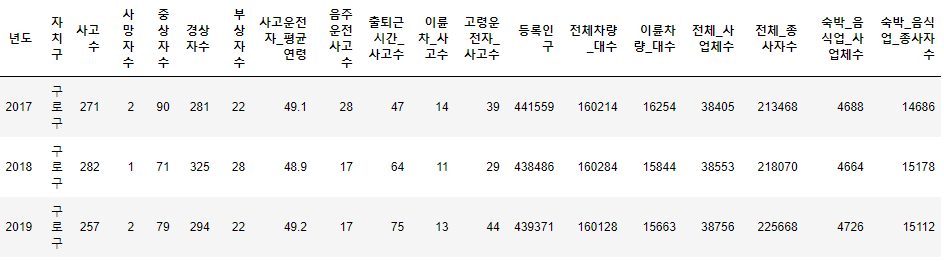 년도 자치구 사고수 사망자수 중상자수 경상자수 부상자수 사고운전자_평균연령 음주운전사고수 출퇴근시간_사고수 이륜차_사고수 고령운전자_사고수 등록인구 전체차량_대수 이륜차량_대수 전체_사업체수 전체_종사자수 숙박_음식업_사업체수 숙박_음식업_종사자수
2017 구로구 271 2 90 281 22 49.1 28 47 14 39 441559 160214 16254 38405 213468 4688 14686
2018 구로구 282 1 71 325 28 48.9 17 64 11 29 438486 160284 15844 38553 218070 4664 15178
2019 구로구 257 2 79 294 22 49.2 17 75 13 44 439371 160128 15663 38756 225668 4726 15112